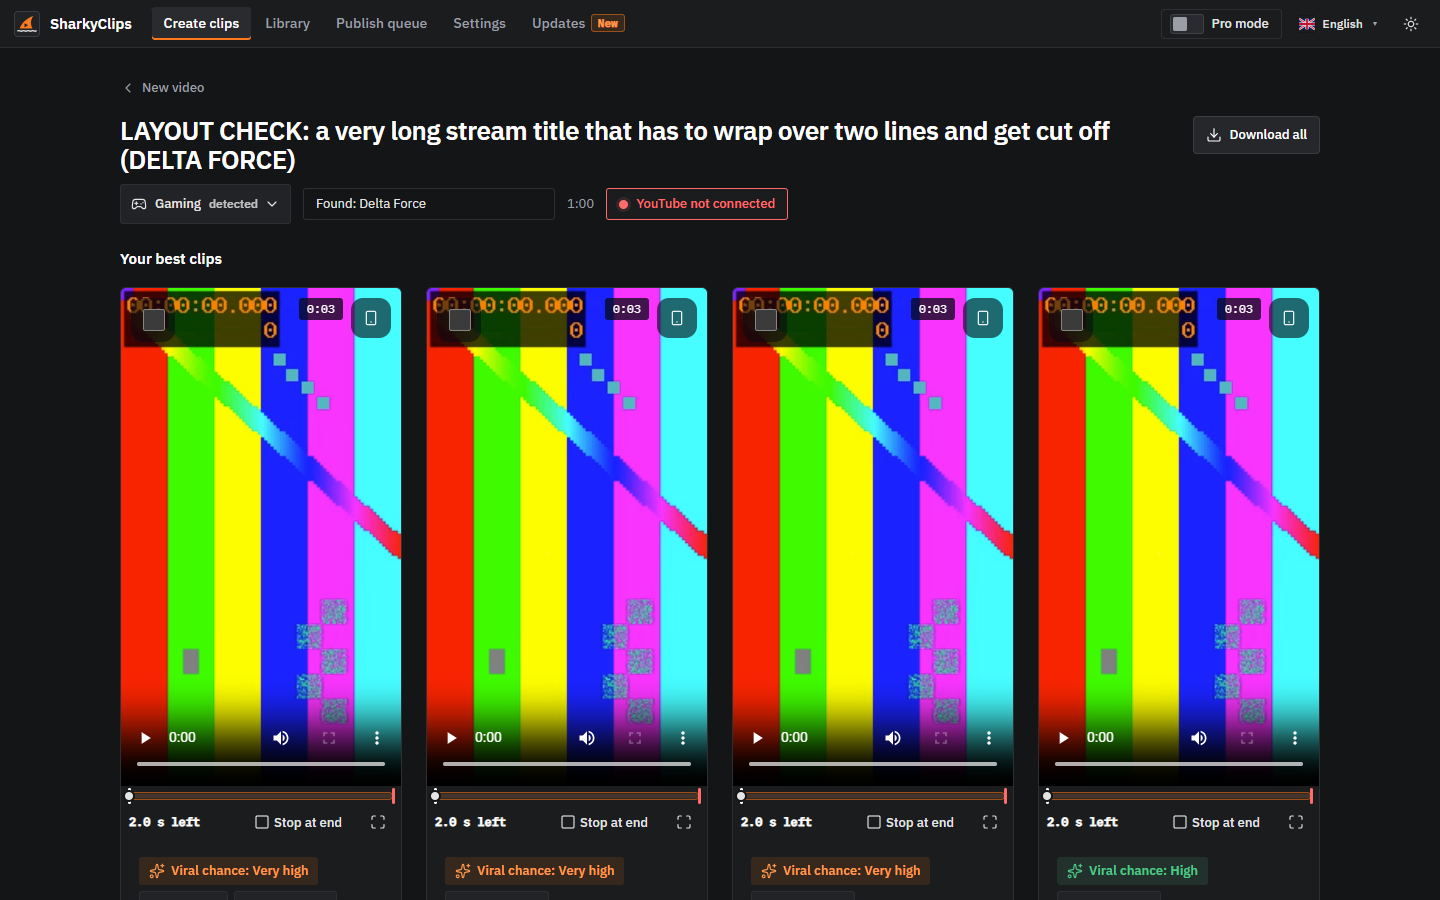 SharkyClips
Create clips
Library
Publish queue
Settings
Updates
New
Pro mode
English
New video
LAYOUT CHECK: a very long stream title that has to wrap over two lines and get cut off
(DELTA FORCE)
Download all
Gaming detected
Found: Delta Force
1:00
YouTube not connected
Your best clips
00:00:00.000
0
0:03
0:00
2.0 s left
Stop at end
Viral chance: Very high
00:00:00.000
0
0:03
0:00
2.0 s left
Stop at end
Viral chance: Very high
00:00:00.000
0
0:03
0:00
2.0 s left
Stop at end
Viral chance: Very high
00:00:00.000
0
0:03
0:00
2.0 s left
Stop at end
Viral chance: High